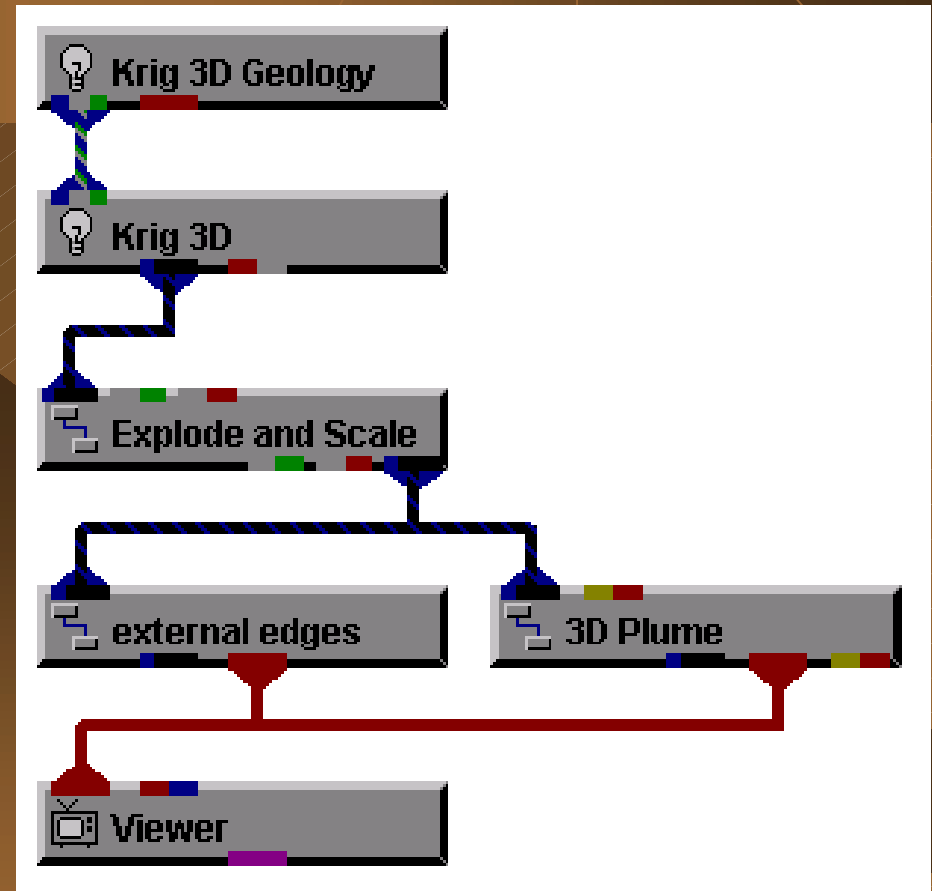 Krig 3D Geology
Krig 3D
Explode and Scale
external edges
3D Plume
Viewer